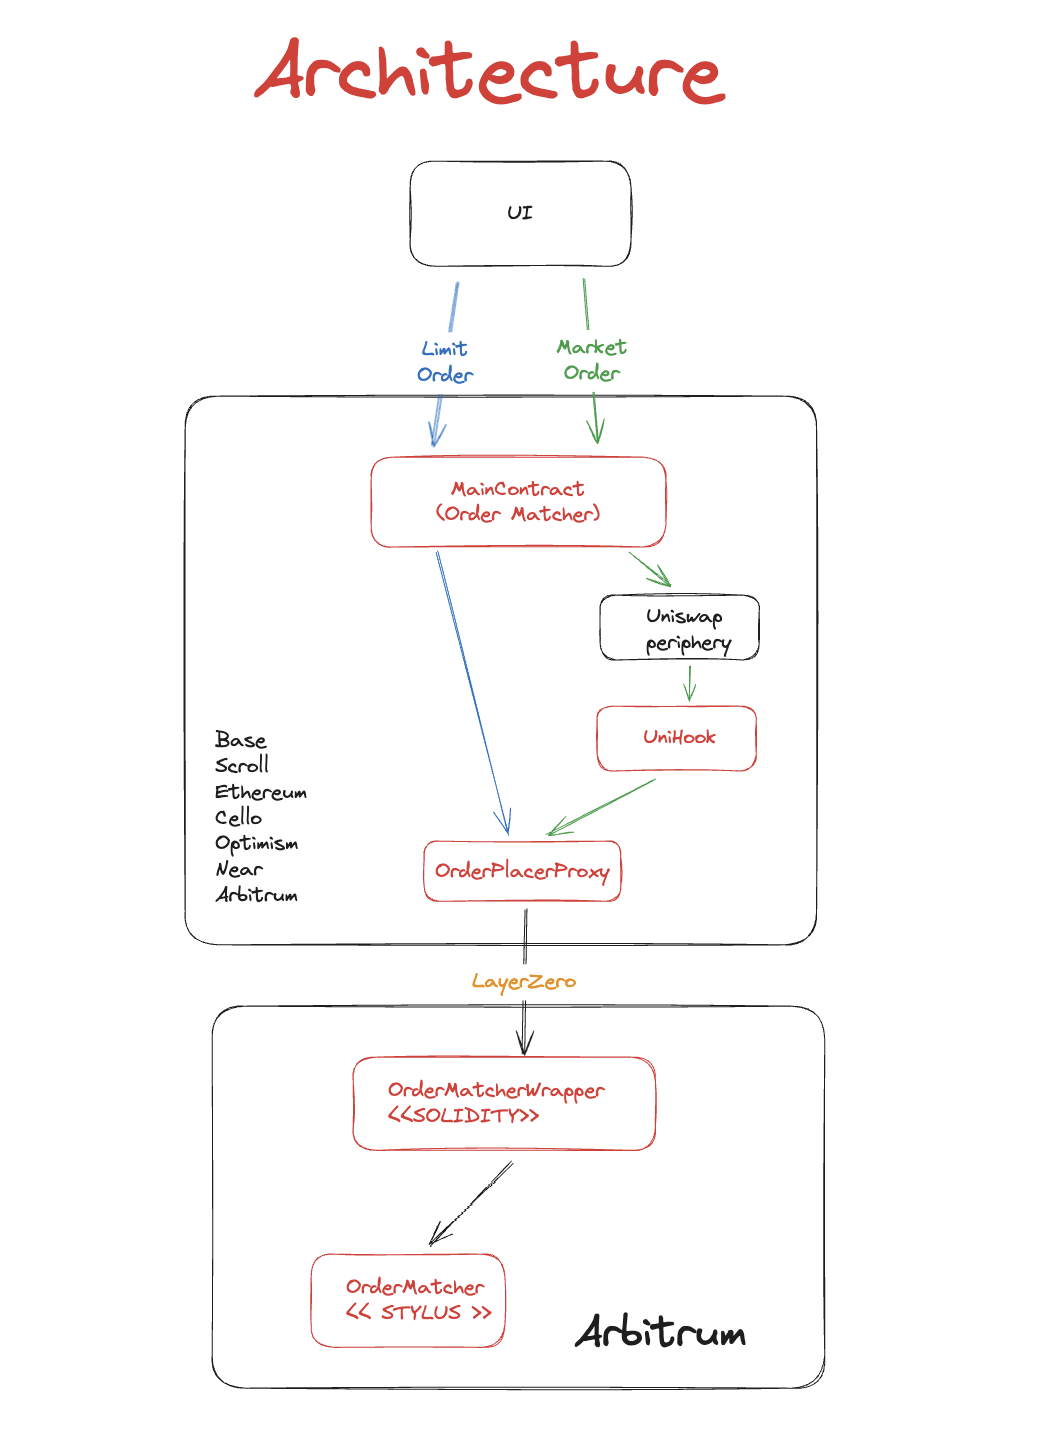 Architecture
UI
Limit
Order
Market
Order
MainContract
(Order Matcher)
Uniswap
periphery
UniHook
Base
Scroll
Ethereum
Cello
Optimism
Near
Arbitrum
OrderPlacerProxy
LayerZero
OrderMatcherWrapper
<<SOLIDITY>>
OrderMatcher
<< STYLUS >>
Arbitrum